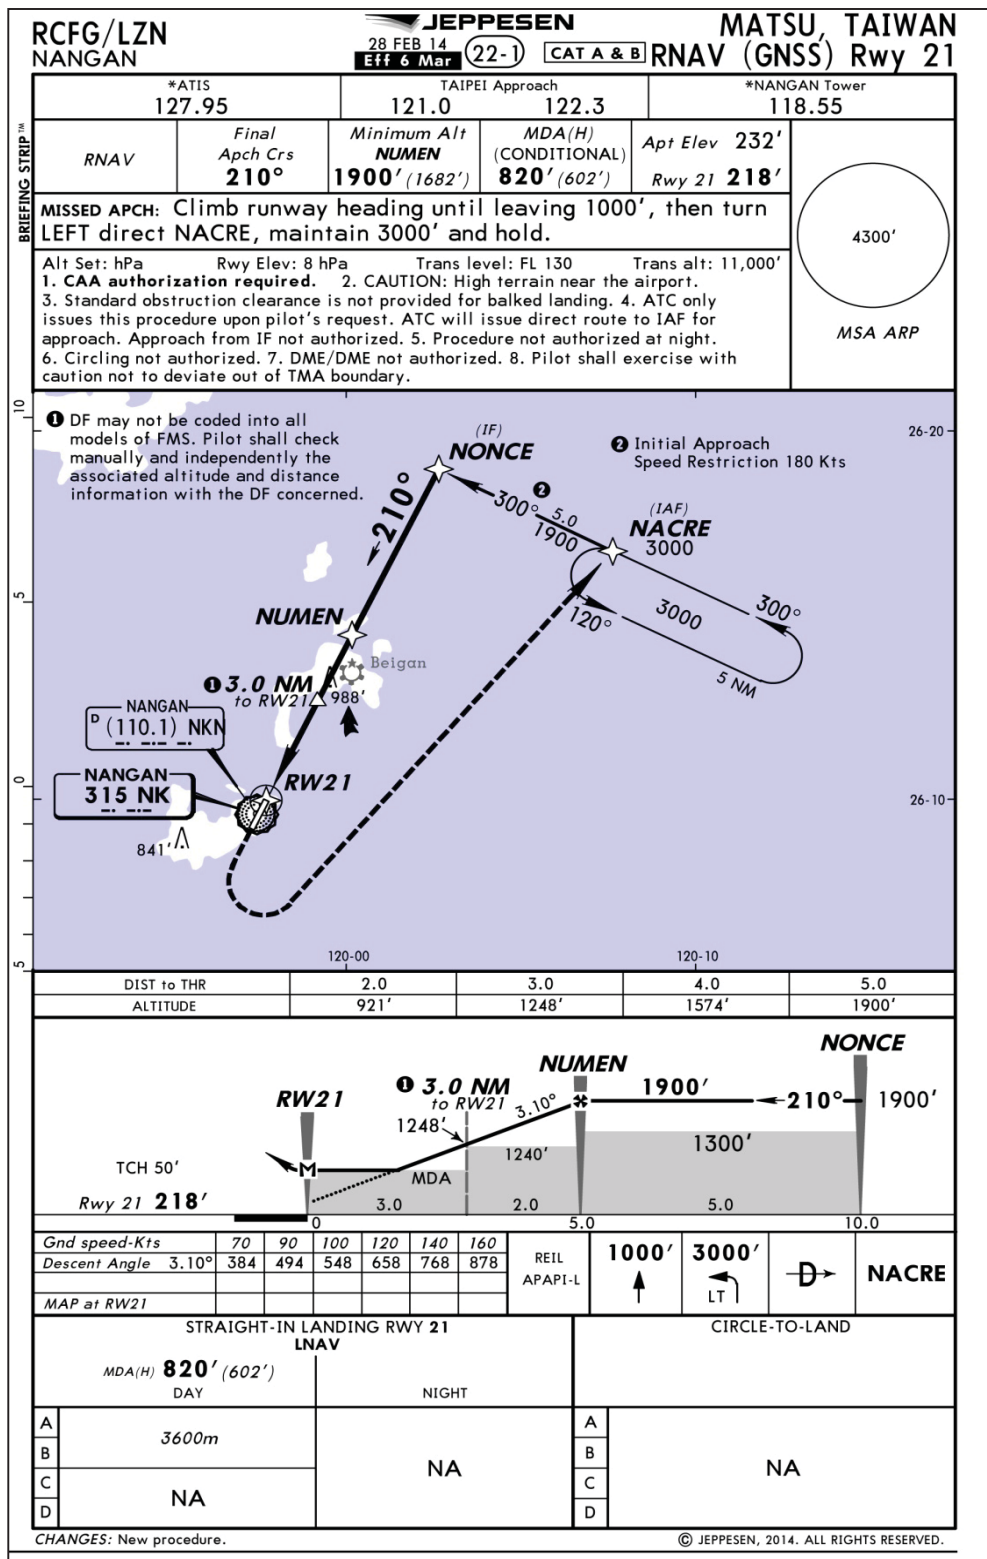 RCFG/LZN
NANGAN
JEPPESEN
28 FEB 14
Eff 6 Mar
22-1
CAT A & B
MATSU, TAIWAN
RNAV (GNSS) Rwy 21
*ATIS
127.95
TAIPEI Approach
121.0 122.3
*NANGAN Tower
118.55
BRIEFING STRIP™
RNAV
Final
Apch Crs
210°
Minimum Alt
NUMEN
1900' (1682')
MDA(H)
(CONDITIONAL)
820' (602')
Apt Elev 232'
Rwy 21 218'
MISSED APCH: Climb runway heading until leaving 1000', then turn
LEFT direct NACRE, maintain 3000' and hold.
4300'
MSA ARP
Alt Set: hPa Rwy Elev: 8 hPa Trans level: FL 130 Trans alt: 11,000'
1. CAA authorization required. 2. CAUTION: High terrain near the airport.
3. Standard obstruction clearance is not provided for balked landing. 4. ATC only
issues this procedure upon pilot's request. ATC will issue direct route to IAF for
approach. Approach from IF not authorized. 5. Procedure not authorized at night.
6. Circling not authorized. 7. DME/DME not authorized. 8. Pilot shall exercise with
caution not to deviate out of TMA boundary.
10
5
0
5
1 DF may not be coded into all
models of FMS. Pilot shall check
manually and independently the
associated altitude and distance
information with the DF concerned.
(IF)
NONCE
2 Initial Approach
Speed Restriction 180 Kts
26-20
210°
300°
2
5.0
1900
(IAF)
NACRE
3000
120°
3000
300°
5 NM
NUMEN
Beigan
1 3.0 NM
to RW21
988'
NANGAN
D (110.1) NKN
NANGAN
315 NK
RW21
26-10
841'
120-00
120-10
DIST to THR 2.0 3.0 4.0 5.0
ALTITUDE 921' 1248' 1574' 1900'
NONCE
NUMEN
1 3.0 NM
to RW21
RW21
1900'
210°
1900'
3.10°
1248'
1240'
1300'
M
MDA
TCH 50'
Rwy 21 218'
3.0
2.0
5.0
0
5.0
10.0
Gnd speed-Kts 70 90 100 120 140 160
Descent Angle 3.10° 384 494 548 658 768 878
MAP at RW21
REIL
APAPI-L
1000'
3000'
LT
D
NACRE
STRAIGHT-IN LANDING RWY 21
LNAV
MDA(H) 820' (602')
DAY
NIGHT
CIRCLE-TO-LAND
A
B
C
D
3600m
NA
NA
A
B
C
D
NA
CHANGES: New procedure.
© JEPPESEN, 2014. ALL RIGHTS RESERVED.